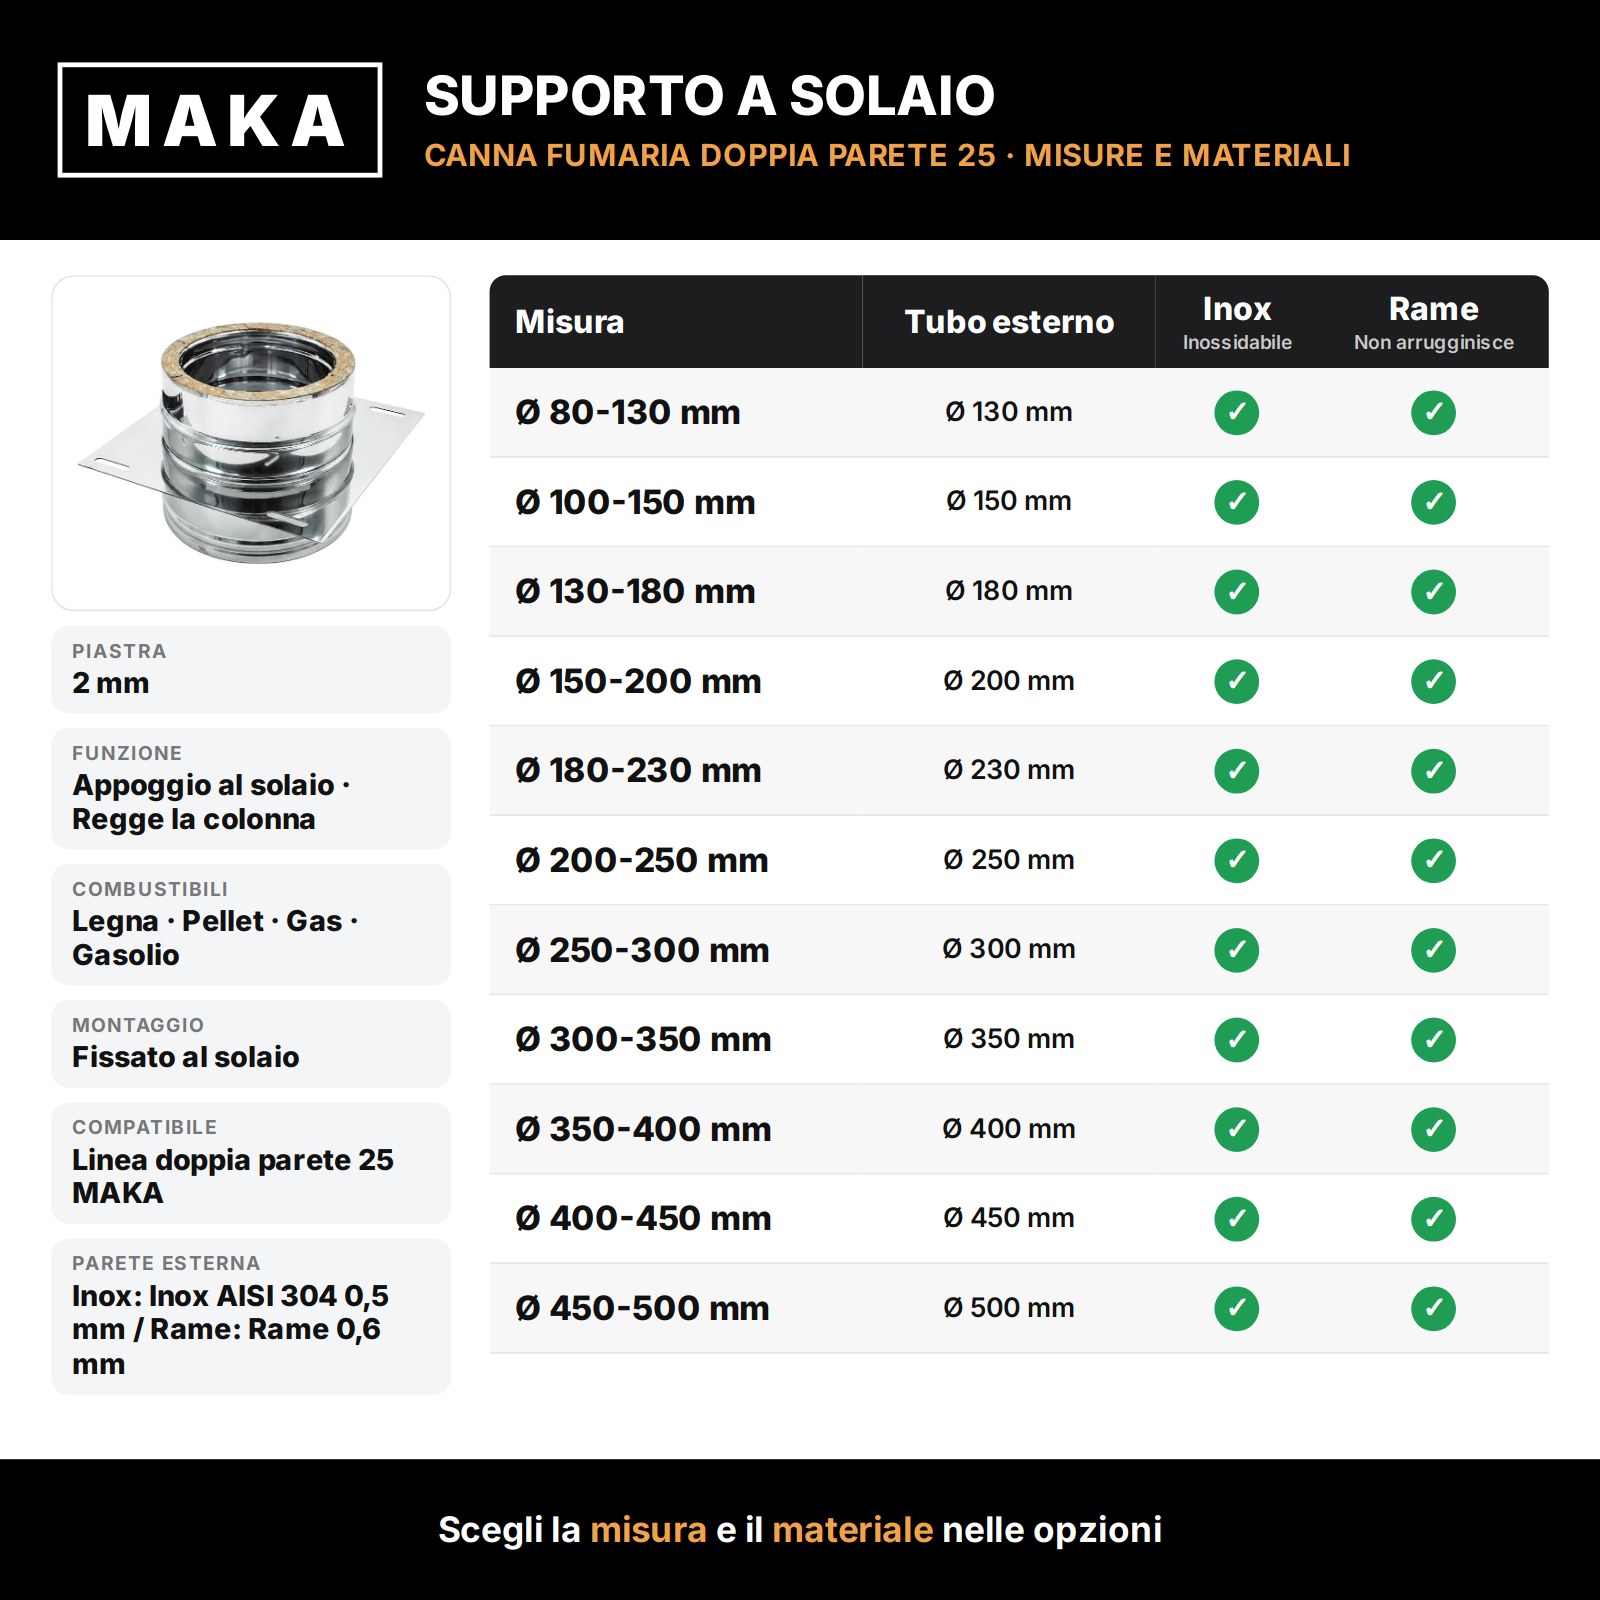 MAKA
SUPPORTO A SOLAIO
CANNA FUMARIA DOPPIA PARETE 25 · MISURE E MATERIALI
PIASTRA
2 mm
FUNZIONE
Appoggio al solaio ·
Regge la colonna
COMBUSTIBILI
Legna · Pellet · Gas ·
Gasolio
MONTAGGIO
Fissato al solaio
COMPATIBILE
Linea doppia parete 25
MAKA
PARETE ESTERNA
Inox: Inox AISI 304 0,5
mm / Rame: Rame 0,6
mm
Misura Tubo esterno Inox Rame
Inossidabile Non arrugginisce
Ø 80-130 mm Ø 130 mm ✓ ✓
Ø 100-150 mm Ø 150 mm ✓ ✓
Ø 130-180 mm Ø 180 mm ✓ ✓
Ø 150-200 mm Ø 200 mm ✓ ✓
Ø 180-230 mm Ø 230 mm ✓ ✓
Ø 200-250 mm Ø 250 mm ✓ ✓
Ø 250-300 mm Ø 300 mm ✓ ✓
Ø 300-350 mm Ø 350 mm ✓ ✓
Ø 350-400 mm Ø 400 mm ✓ ✓
Ø 400-450 mm Ø 450 mm ✓ ✓
Ø 450-500 mm Ø 500 mm ✓ ✓
Scegli la misura e il materiale nelle opzioni